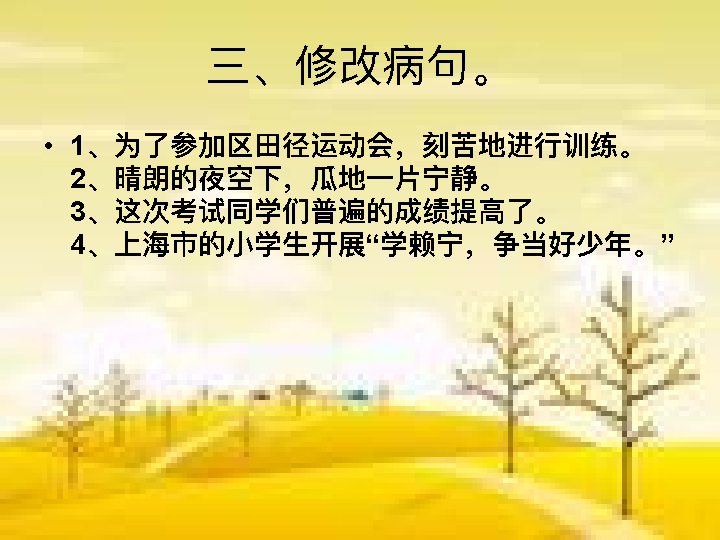 三、修改病句。
• 1、为了参加区田径运动会，刻苦地进行训练。
2、晴朗的夜空下，瓜地一片宁静。
3、这次考试同学们普遍的成绩提高了。
4、上海市的小学生开展“学赖宁，争当好少年。”